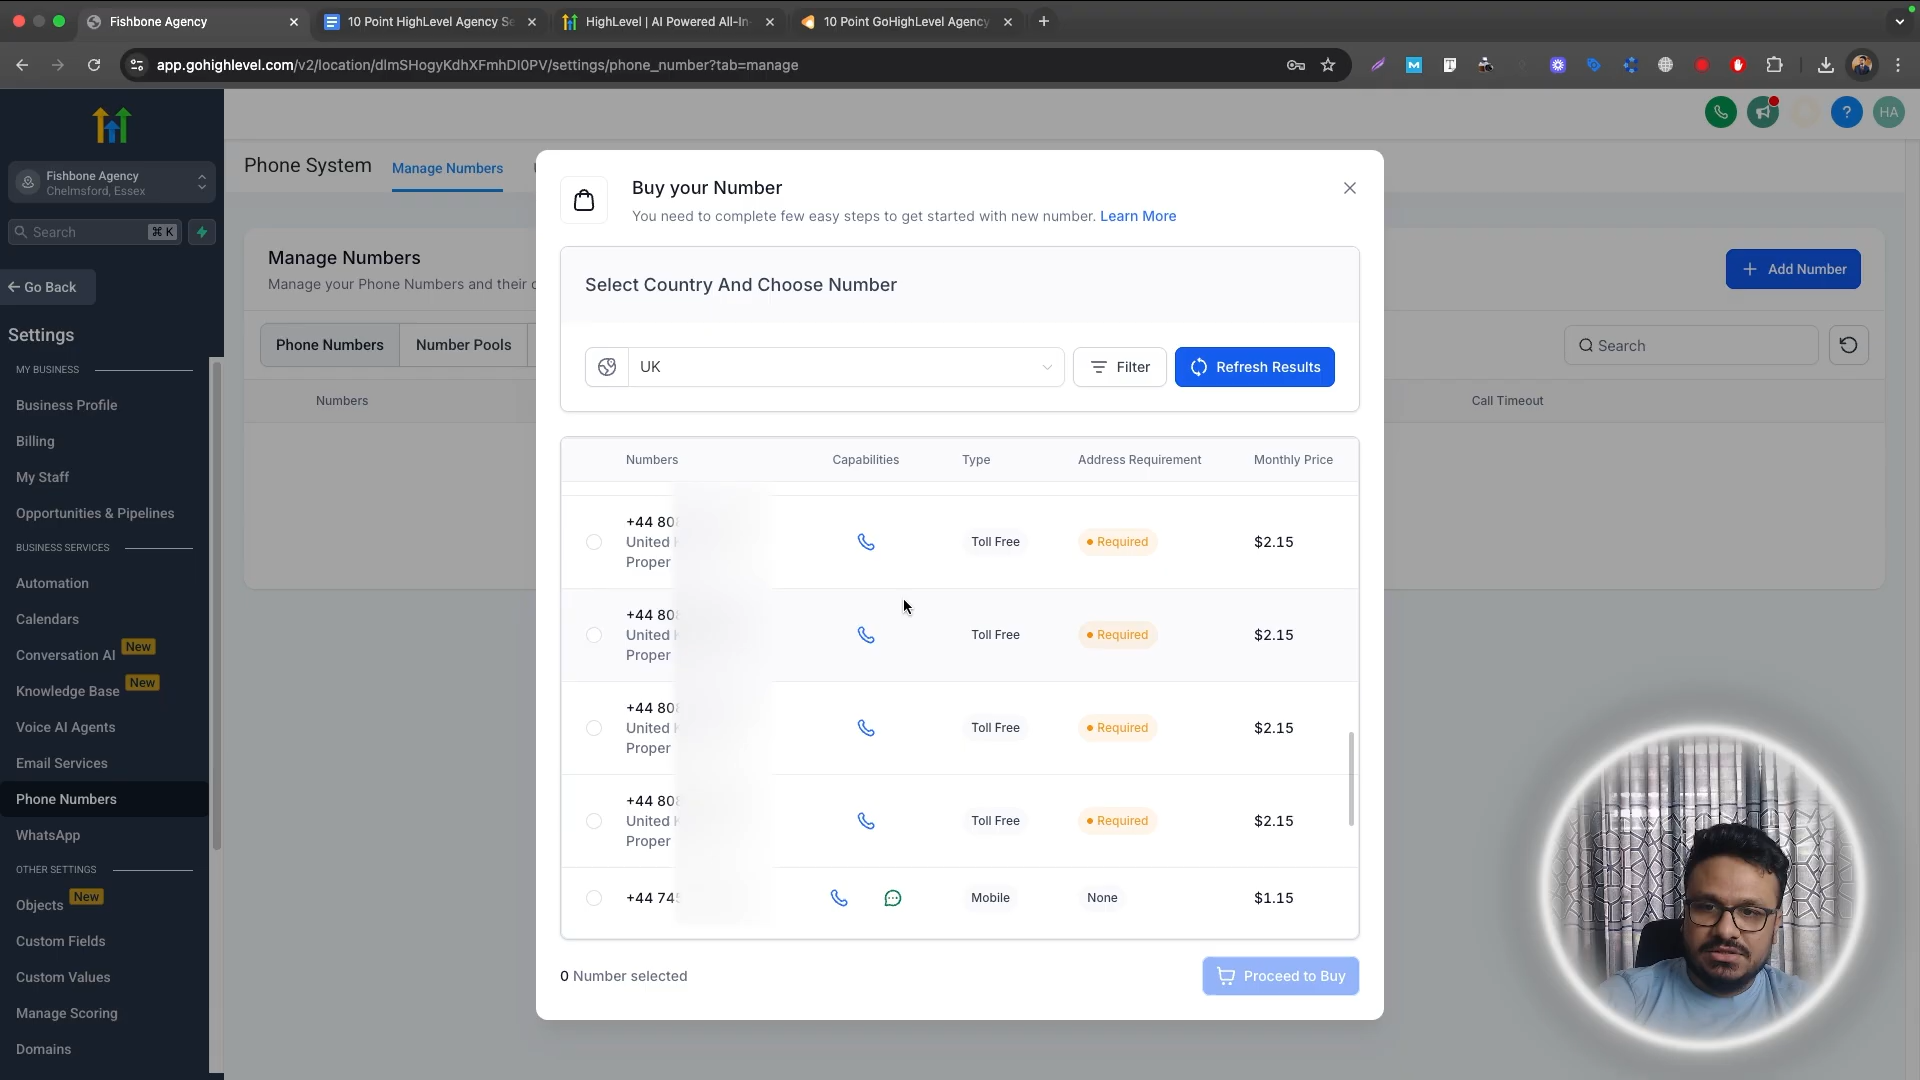 Fishbone Agency
10 Point HighLevel Agency Se
HighLevel | AI Powered All-In-
10 Point GoHighLevel Agency
app.gohighlevel.com/v2/location/dlmSHogyKdhXFmhDI0PV/settings/phone_number?tab=manage
HA
Fishbone Agency
Chelmsford, Essex
Search ⌘ K
Go Back
Settings
MY BUSINESS
Business Profile
Billing
My Staff
Opportunities & Pipelines
BUSINESS SERVICES
Automation
Calendars
Conversation AI New
Knowledge Base New
Voice AI Agents
Email Services
Phone Numbers
WhatsApp
OTHER SETTINGS
Objects New
Custom Fields
Custom Values
Manage Scoring
Domains
Phone System
Manage Numbers
Manage Numbers
Manage your Phone Numbers and their
Add Number
Phone Numbers
Number Pools
Search
Numbers
Call Timeout
Buy your Number
You need to complete few easy steps to get started with new number. Learn More
Select Country And Choose Number
UK
Filter
Refresh Results
Numbers Capabilities Type Address Requirement Monthly Price
+44 808
United
Proper
Toll Free
Required
$2.15
+44 808
United
Proper
Toll Free
Required
$2.15
+44 808
United
Proper
Toll Free
Required
$2.15
+44 808
United
Proper
Toll Free
Required
$2.15
+44 745
Mobile
None
$1.15
0 Number selected
Proceed to Buy